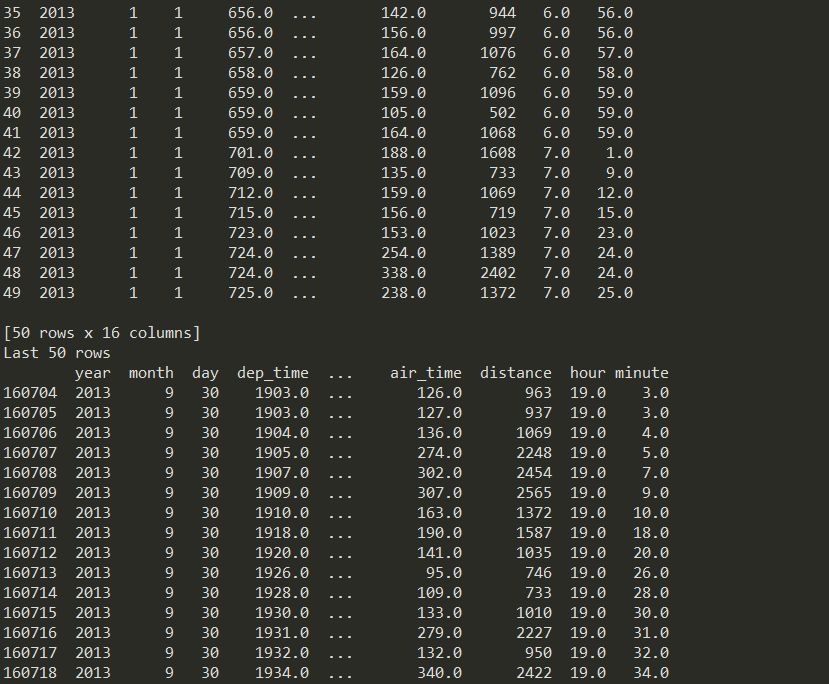 35  2013      1    1     656.0  ...       142.0       944   6.0   56.0
36  2013      1    1     656.0  ...       156.0       997   6.0   56.0
37  2013      1    1     657.0  ...       164.0      1076   6.0   57.0
38  2013      1    1     658.0  ...       126.0       762   6.0   58.0
39  2013      1    1     659.0  ...       159.0      1096   6.0   59.0
40  2013      1    1     659.0  ...       105.0       502   6.0   59.0
41  2013      1    1     659.0  ...       164.0      1068   6.0   59.0
42  2013      1    1     701.0  ...       188.0      1608   7.0    1.0
43  2013      1    1     709.0  ...       135.0       733   7.0    9.0
44  2013      1    1     712.0  ...       159.0      1069   7.0   12.0
45  2013      1    1     715.0  ...       156.0       719   7.0   15.0
46  2013      1    1     723.0  ...       153.0      1023   7.0   23.0
47  2013      1    1     724.0  ...       254.0      1389   7.0   24.0
48  2013      1    1     724.0  ...       338.0      2402   7.0   24.0
49  2013      1    1     725.0  ...       238.0      1372   7.0   25.0
[50 rows x 16 columns]
Last 50 rows
        year  month  day  dep_time  ...    air_time  distance  hour minute
160704  2013      9   30    1903.0  ...       126.0       963  19.0    3.0
160705  2013      9   30    1903.0  ...       127.0       937  19.0    3.0
160706  2013      9   30    1904.0  ...       136.0      1069  19.0    4.0
160707  2013      9   30    1905.0  ...       274.0      2248  19.0    5.0
160708  2013      9   30    1907.0  ...       302.0      2454  19.0    7.0
160709  2013      9   30    1909.0  ...       307.0      2565  19.0    9.0
160710  2013      9   30    1910.0  ...       163.0      1372  19.0   10.0
160711  2013      9   30    1918.0  ...       190.0      1587  19.0   18.0
160712  2013      9   30    1920.0  ...       141.0      1035  19.0   20.0
160713  2013      9   30    1926.0  ...        95.0       746  19.0   26.0
160714  2013      9   30    1928.0  ...       109.0       733  19.0   28.0
160715  2013      9   30    1930.0  ...       133.0      1010  19.0   30.0
160716  2013      9   30    1931.0  ...       279.0      2227  19.0   31.0
160717  2013      9   30    1932.0  ...       132.0       950  19.0   32.0
160718  2013      9   30    1934.0  ...       340.0      2422  19.0   34.0